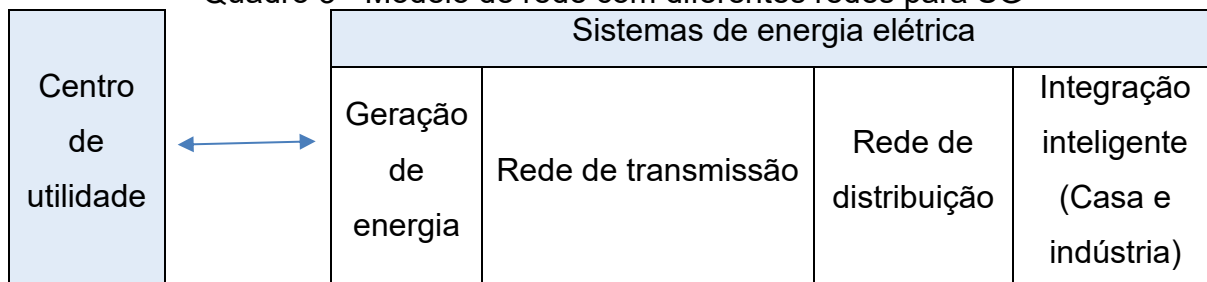 Sistemas de energia elétrica
Centro
de
utilidade
Geração
de
energia
Rede de transmissão
Rede de
distribuição
Integração
inteligente
(Casa e
indústria)